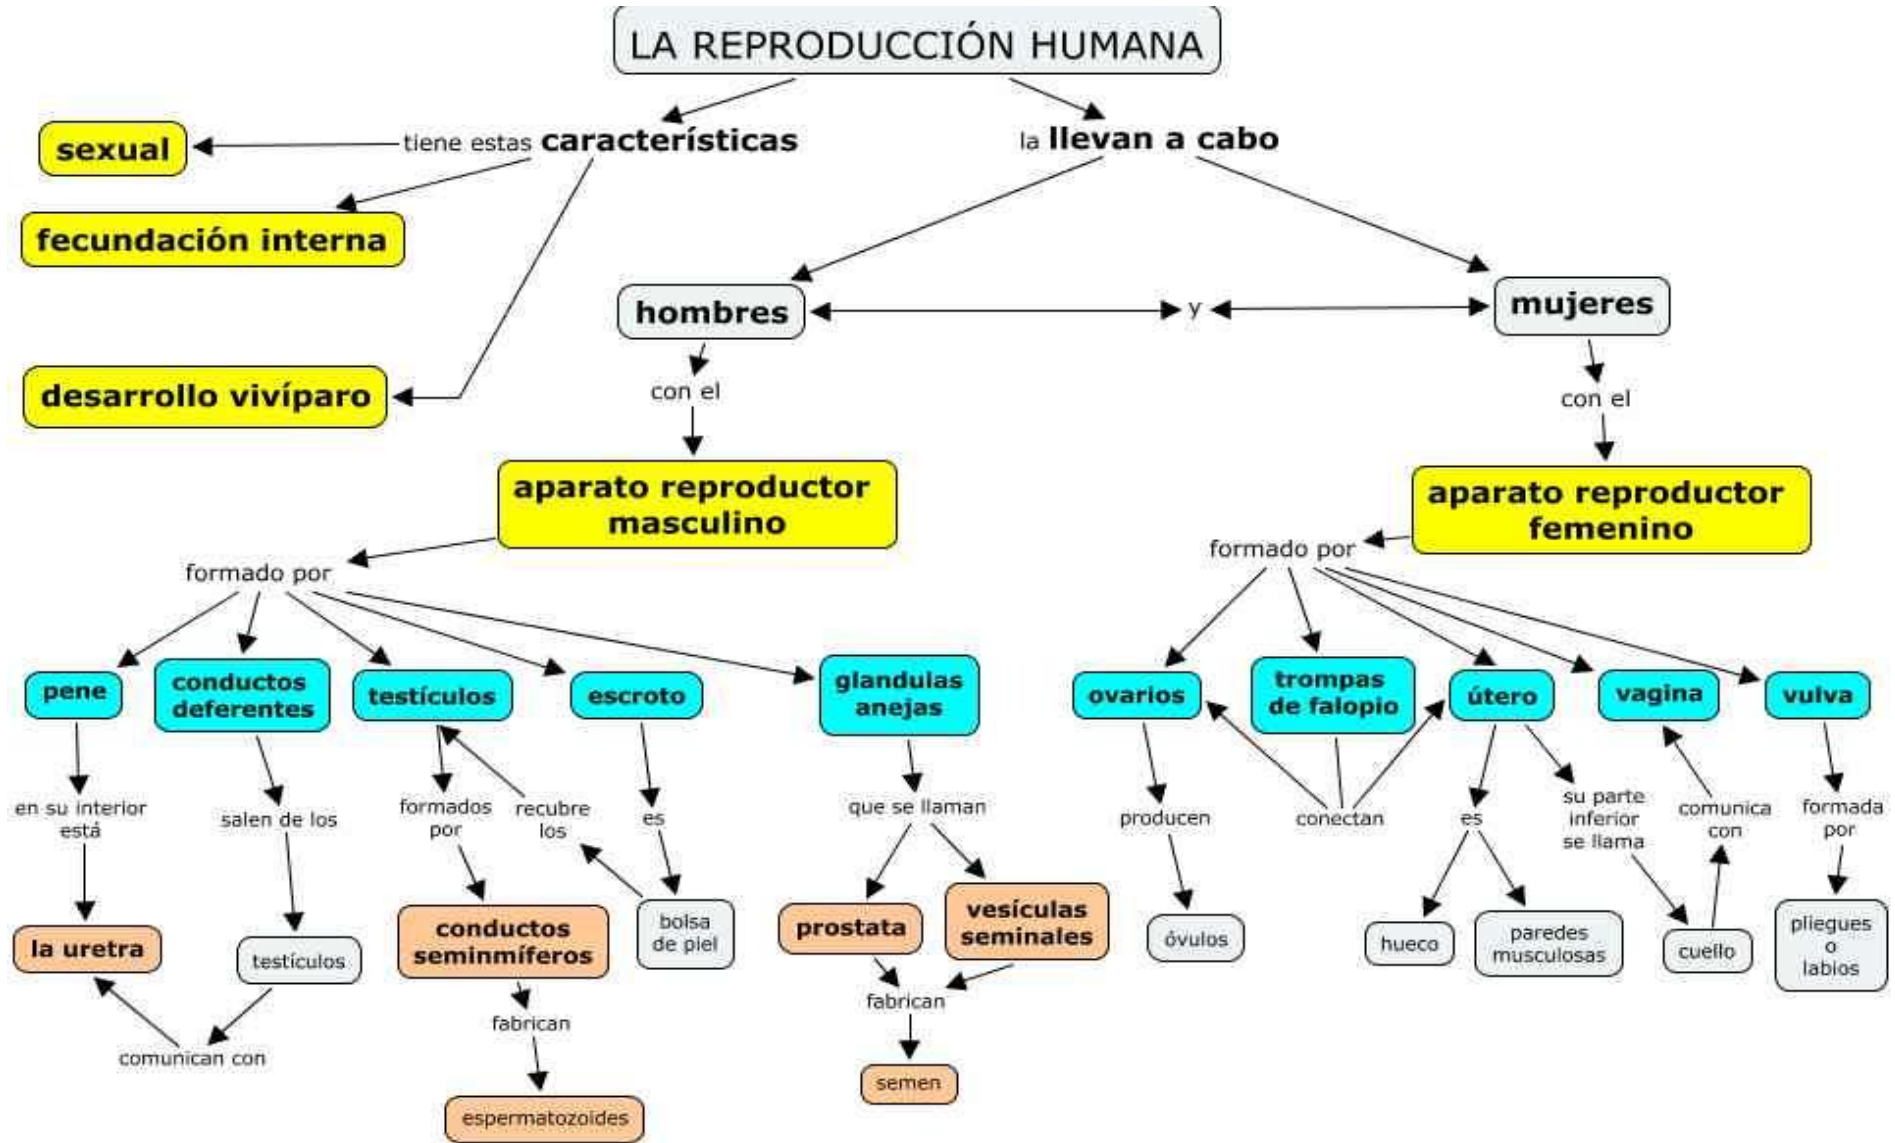 LA REPRODUCCIÓN HUMANA
tiene estas características
la llevan a cabo
sexual
fecundación interna
desarrollo vivíparo
hombres
y
mujeres
con el
con el
aparato reproductor
masculino
aparato reproductor
femenino
formado por
formado por
pene
conductos
deferentes
testículos
escroto
glandulas
anejas
ovarios
trompas
de falopio
útero
vagina
vulva
en su interior
está
salen de los
formados
por
recubre
los
es
que se llaman
producen
conectan
es
su parte
inferior
se llama
comunica
con
formada
por
la uretra
testículos
conductos
seminmíferos
bolsa
de piel
prostata
vesículas
seminales
óvulos
hueco
paredes
musculosas
cuello
pliegues
o
labios
comunican con
fabrican
fabrican
espermatozoides
semen